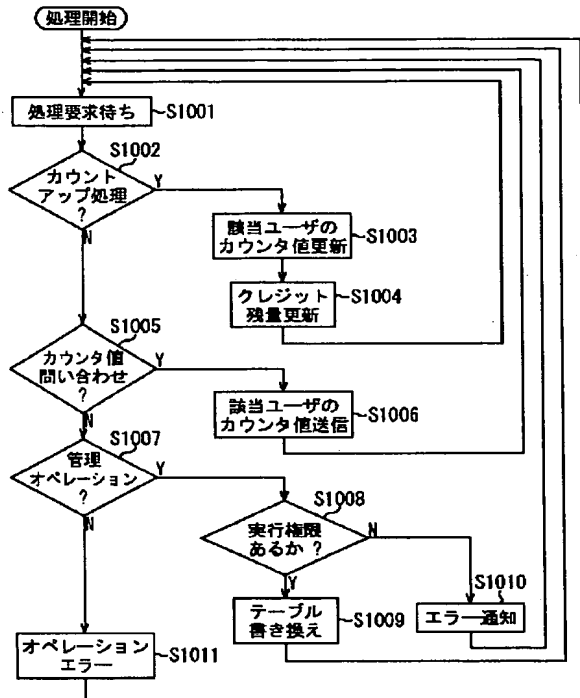 処理開始
処理要求待ち
S1001
S1002
カウント
アップ処理
?
Y
N
該当ユーザの
カウンタ値更新
S1003
クレジット
残量更新
S1004
S1005
カウンタ値
問い合わせ
?
Y
N
該当ユーザの
カウンタ値送信
S1006
S1007
管理
オペレーション
?
Y
N
S1008
実行権限
あるか ?
N
Y
S1010
テーブル
書き換え
S1009
エラー通知
オペレーション
エラー
S1011